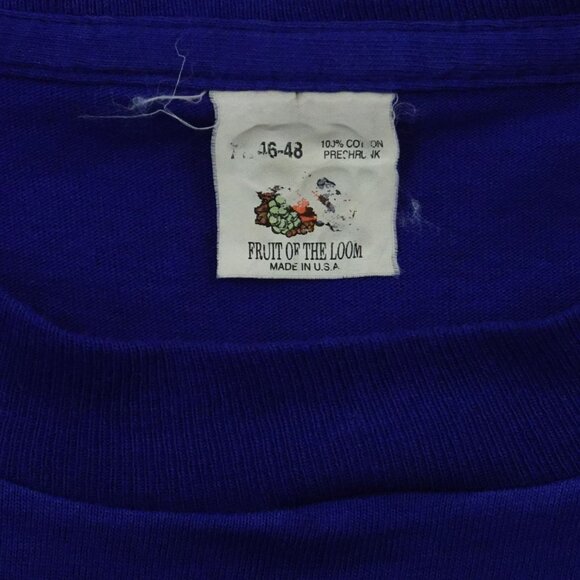 46-48
100% COTTON
PRESHRUNK
FRUIT OF THE LOOM
MADE IN U.S.A.